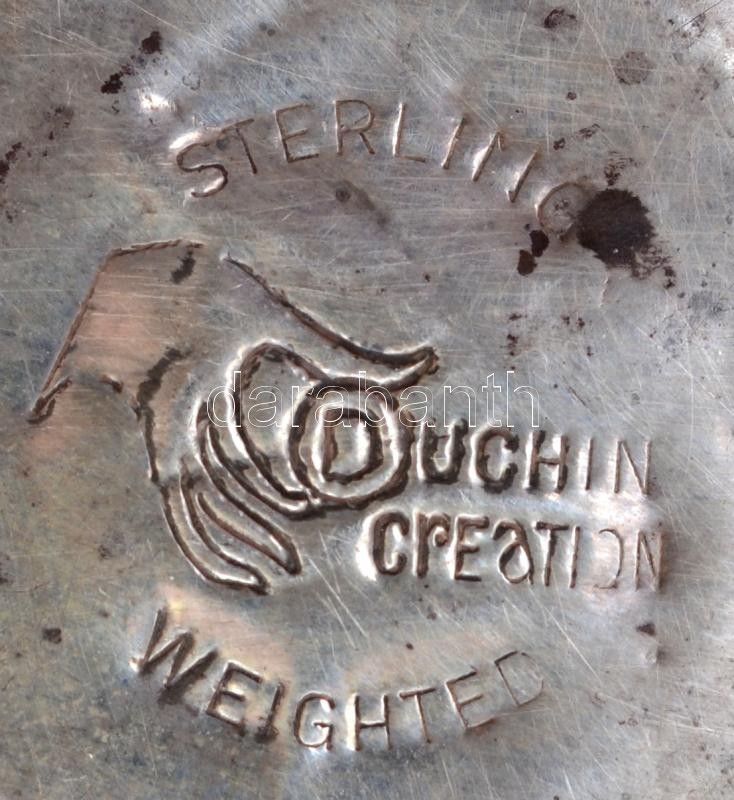 STERLING
darabanth
DUCHIN
CREATION
WEIGHTED